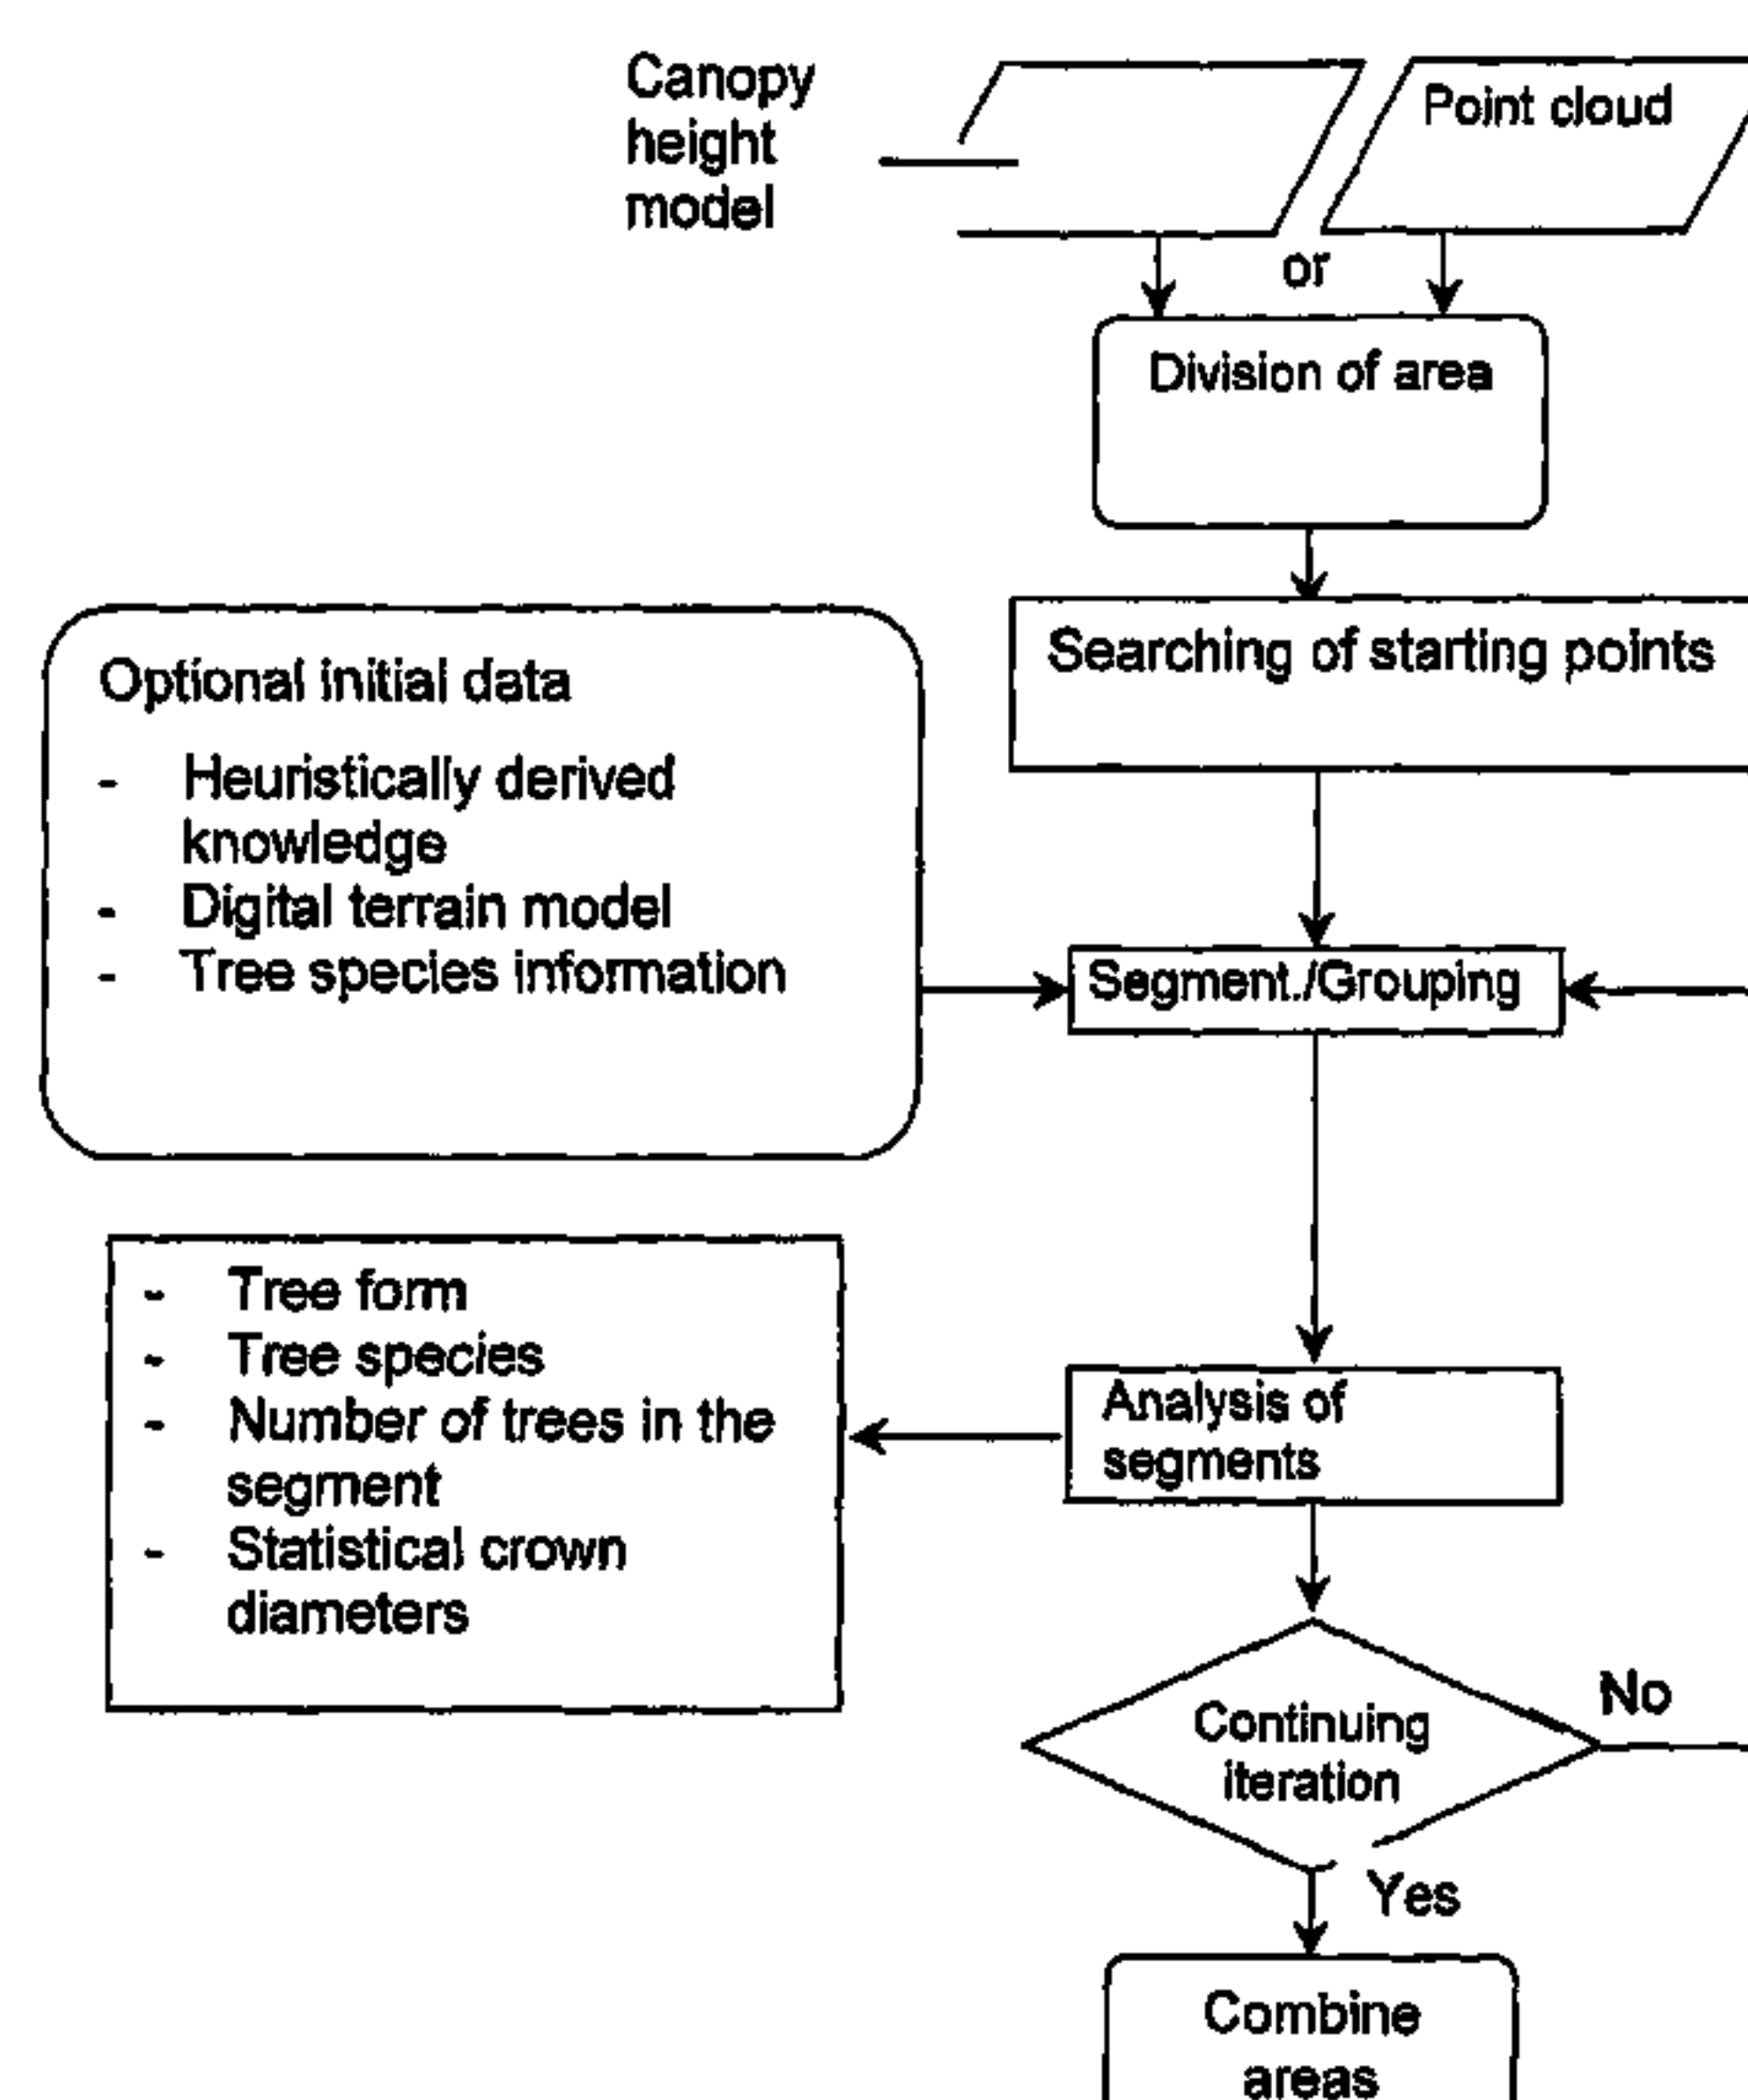 Canopy
height
model
Point cloud
or
Division of area
Searching of starting points
Optional initial data
- Heuristically derived
knowledge
- Digital terrain model
- Tree species information
Segment./Grouping
- Tree form
- Tree species
- Number of trees in the
segment
- Statistical crown
diameters
Analysis of
segments
Continuing
iteration
No
Yes
Combine
areas